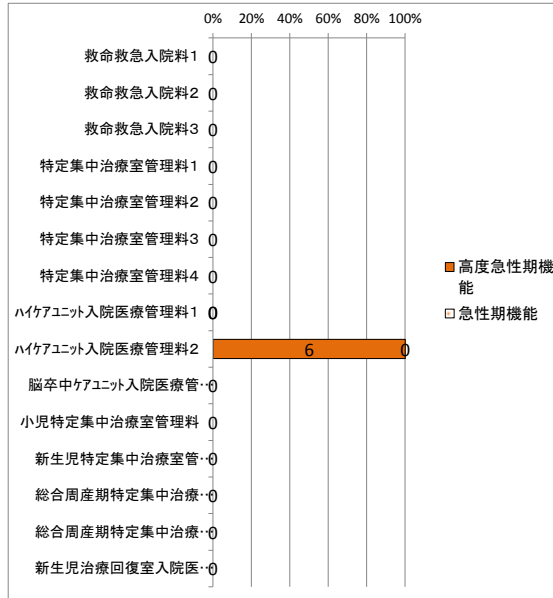 0% 20% 40% 60% 80% 100%
救命救急入院料1 0
救命救急入院料2 0
救命救急入院料3 0
特定集中治療室管理料1 0
特定集中治療室管理料2 0
特定集中治療室管理料3 0
特定集中治療室管理料4 0
ﾊｲｹｱﾕﾆｯﾄ入院医療管理料1 0
ﾊｲｹｱﾕﾆｯﾄ入院医療管理料2 6 0
脳卒中ｹｱﾕﾆｯﾄ入院医療管… 0
小児特定集中治療室管理料 0
新生児特定集中治療室管… 0
総合周産期特定集中治療… 0
総合周産期特定集中治療… 0
新生児治療回復室入院医… 0
高度急性期機
能
急性期機能